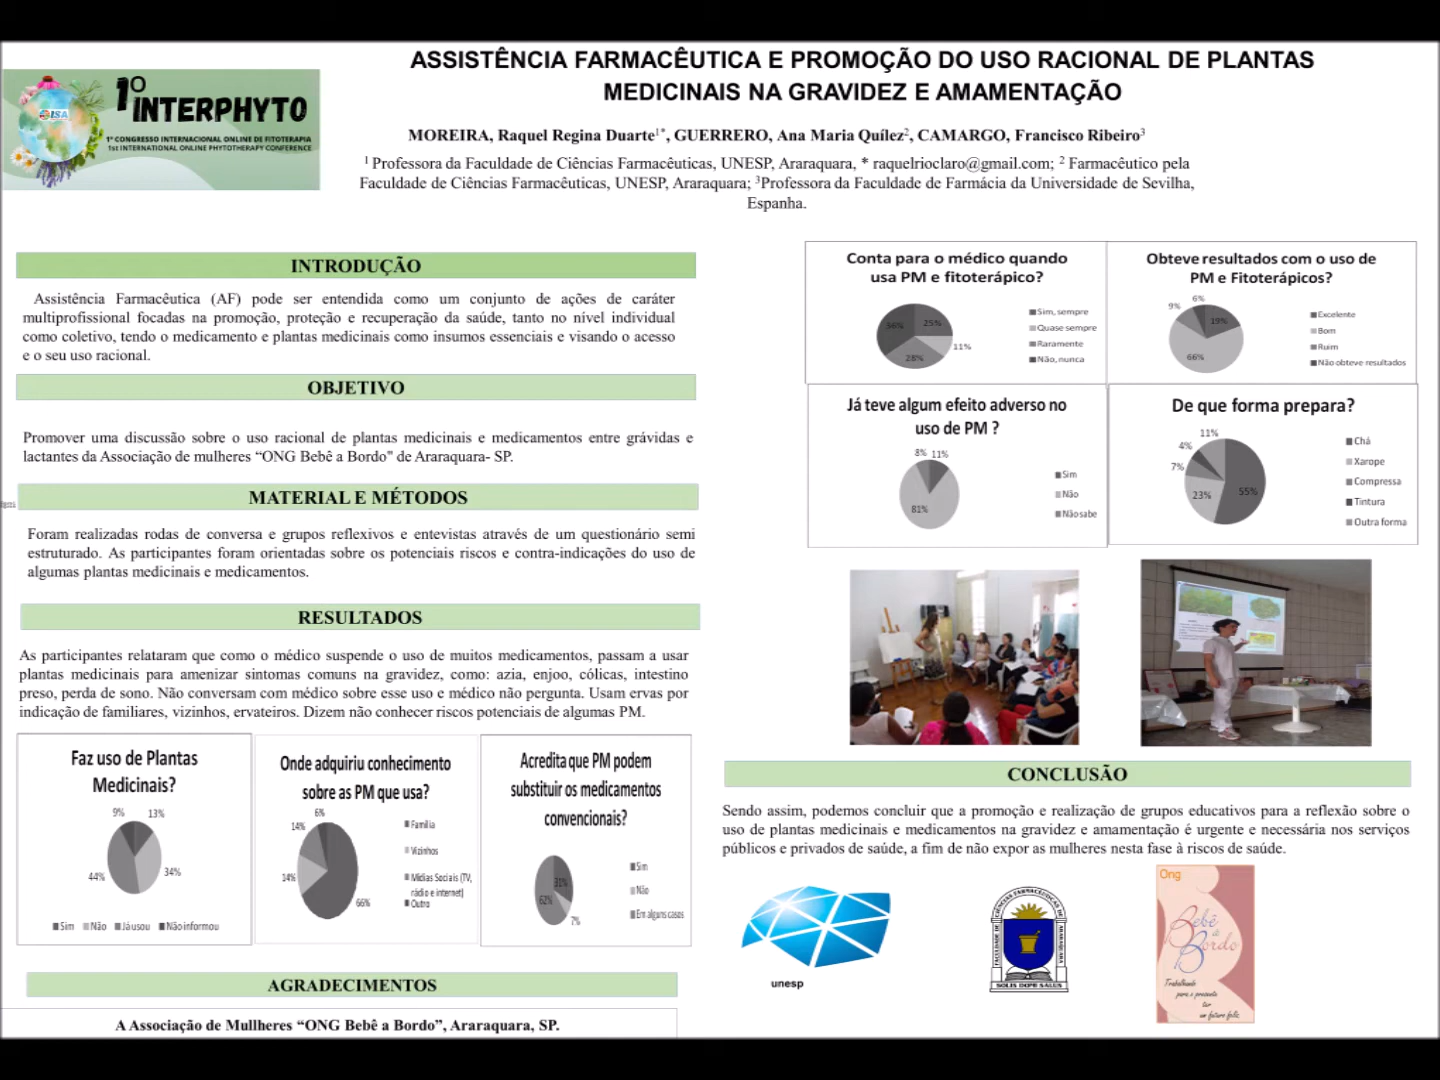 1º INTERPHYTO
ISA
1º CONGRESSO INTERNACIONAL ONLINE DE FITOTERAPIA
1st INTERNATIONAL ONLINE PHYTOTHERAPY CONFERENCE
ASSISTÊNCIA FARMACÊUTICA E PROMOÇÃO DO USO RACIONAL DE PLANTAS
MEDICINAIS NA GRAVIDEZ E AMAMENTAÇÃO
MOREIRA, Raquel Regina Duarte1*, GUERRERO, Ana Maria Quílez2, CAMARGO, Francisco Ribeiro3
1 Professora da Faculdade de Ciências Farmacêuticas, UNESP, Araraquara, * raquelrioclaro@gmail.com; 2 Farmacêutico pela
Faculdade de Ciências Farmacêuticas, UNESP, Araraquara; 3Professora da Faculdade de Farmácia da Universidade de Sevilha,
Espanha.
INTRODUÇÃO
Assistência Farmacêutica (AF) pode ser entendida como um conjunto de ações de caráter
multiprofissional focadas na promoção, proteção e recuperação da saúde, tanto no nível individual
como coletivo, tendo o medicamento e plantas medicinais como insumos essenciais e visando o acesso
e o seu uso racional.
OBJETIVO
Promover uma discussão sobre o uso racional de plantas medicinais e medicamentos entre grávidas e
lactantes da Associação de mulheres “ONG Bebê a Bordo" de Araraquara- SP.
MATERIAL E MÉTODOS
Foram realizadas rodas de conversa e grupos reflexivos e entevistas através de um questionário semi
estruturado. As participantes foram orientadas sobre os potenciais riscos e contra-indicações do uso de
algumas plantas medicinais e medicamentos.
RESULTADOS
As participantes relataram que como o médico suspende o uso de muitos medicamentos, passam a usar
plantas medicinais para amenizar sintomas comuns na gravidez, como: azia, enjoo, cólicas, intestino
preso, perda de sono. Não conversam com médico sobre esse uso e médico não pergunta. Usam ervas por
indicação de familiares, vizinhos, ervateiros. Dizem não conhecer riscos potenciais de algumas PM.
Faz uso de Plantas
Medicinais?
9% 13%
44% 34%
Sim Não Já usou Não informou
Onde adquiriu conhecimento
sobre as PM que usa?
6%
14%
14%
66%
Família
Vizinhos
Mídias Sociais (TV,
rádio e internet)
Outro
Acredita que PM podem
substituir os medicamentos
convencionais?
31%
62%
7%
Sim
Não
Em alguns casos
AGRADECIMENTOS
A Associação de Mullheres “ONG Bebê a Bordo”, Araraquara, SP.
Conta para o médico quando
usa PM e fitoterápico?
36% 25%
11%
28%
Sim, sempre
Quase sempre
Raramente
Não, nunca
Obteve resultados com o uso de
PM e Fitoterápicos?
6%
9%
19%
66%
Excelente
Bom
Ruim
Não obteve resultados
Já teve algum efeito adverso no
uso de PM ?
8% 11%
81%
Sim
Não
Não sabe
De que forma prepara?
11%
4%
7%
23% 55%
Chá
Xarope
Compressa
Tintura
Outra forma
CONCLUSÃO
Sendo assim, podemos concluir que a promoção e realização de grupos educativos para a reflexão sobre o
uso de plantas medicinais e medicamentos na gravidez e amamentação é urgente e necessária nos serviços
públicos e privados de saúde, a fim de não expor as mulheres nesta fase à riscos de saúde.
unesp
FACULDADE DE CIÊNCIAS FARMACÊUTICAS DE ARARAQUARA
SOLIS DOPE SALUS
Ong
Bebê
a
Bordo
Trabalhando
para o presente
ter
um futuro feliz.